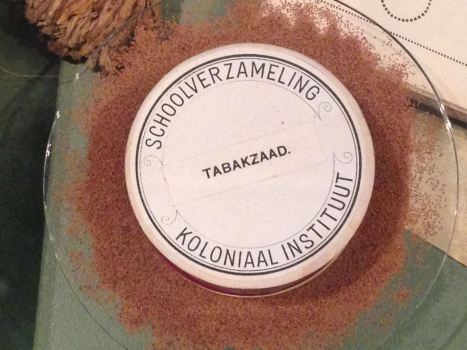 SCHOOLVERZAMELING
TABAKZAAD.
KOLONIAAL INSTITUUT